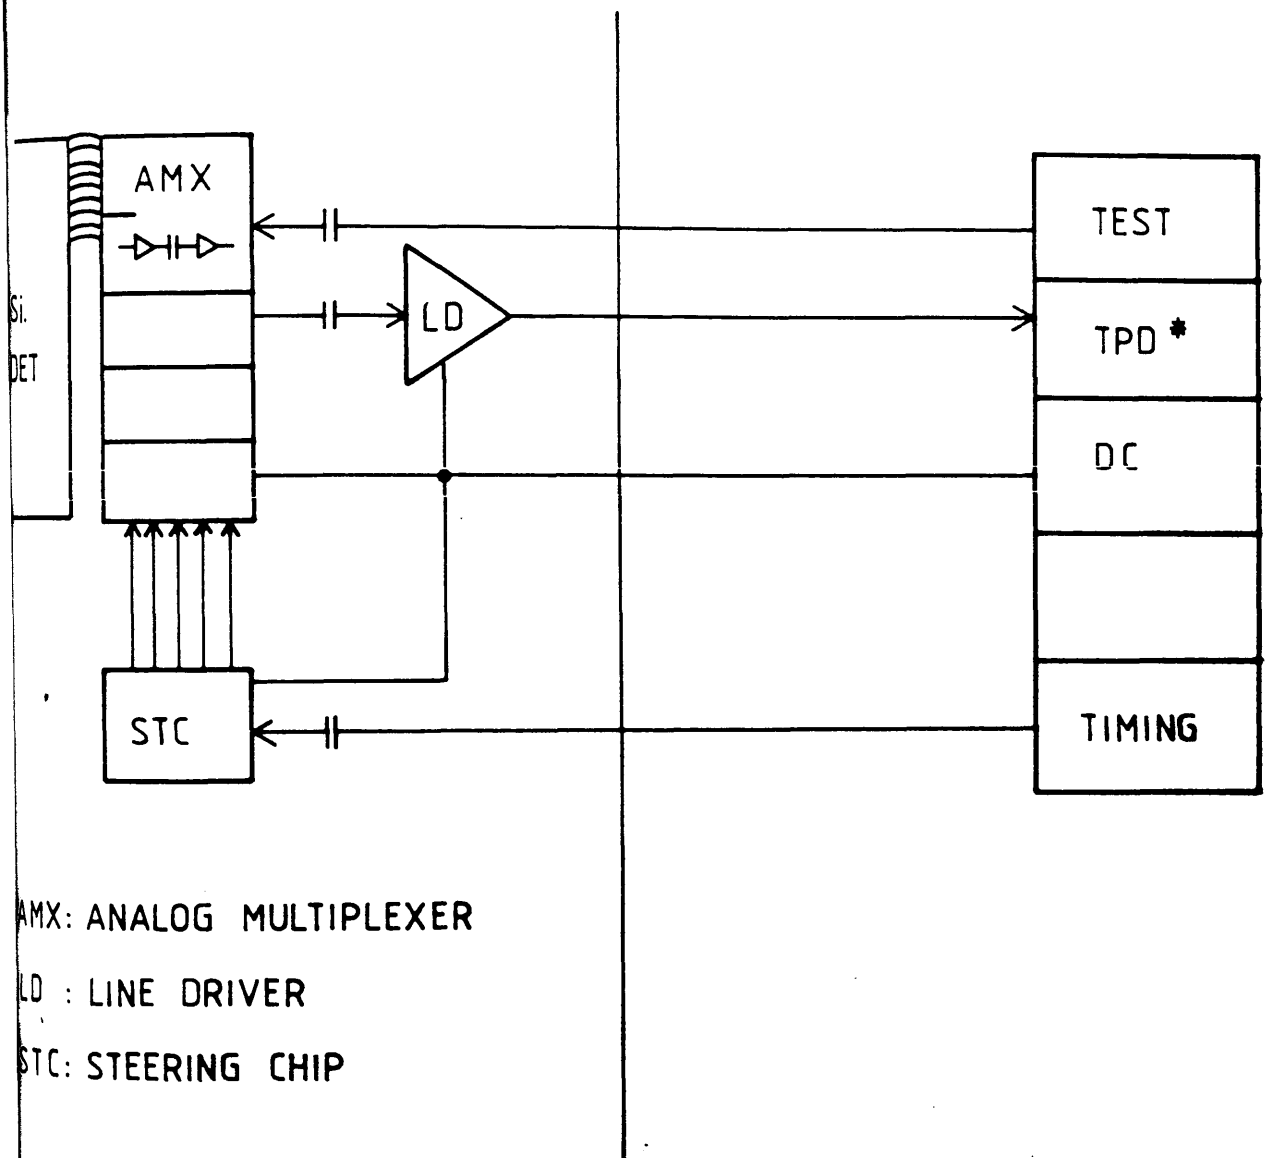 AMX
TEST
Si.
DET
LD
TPD*
DC
STC
TIMING
AMX: ANALOG MULTIPLEXER
LD : LINE DRIVER
STC: STEERING CHIP